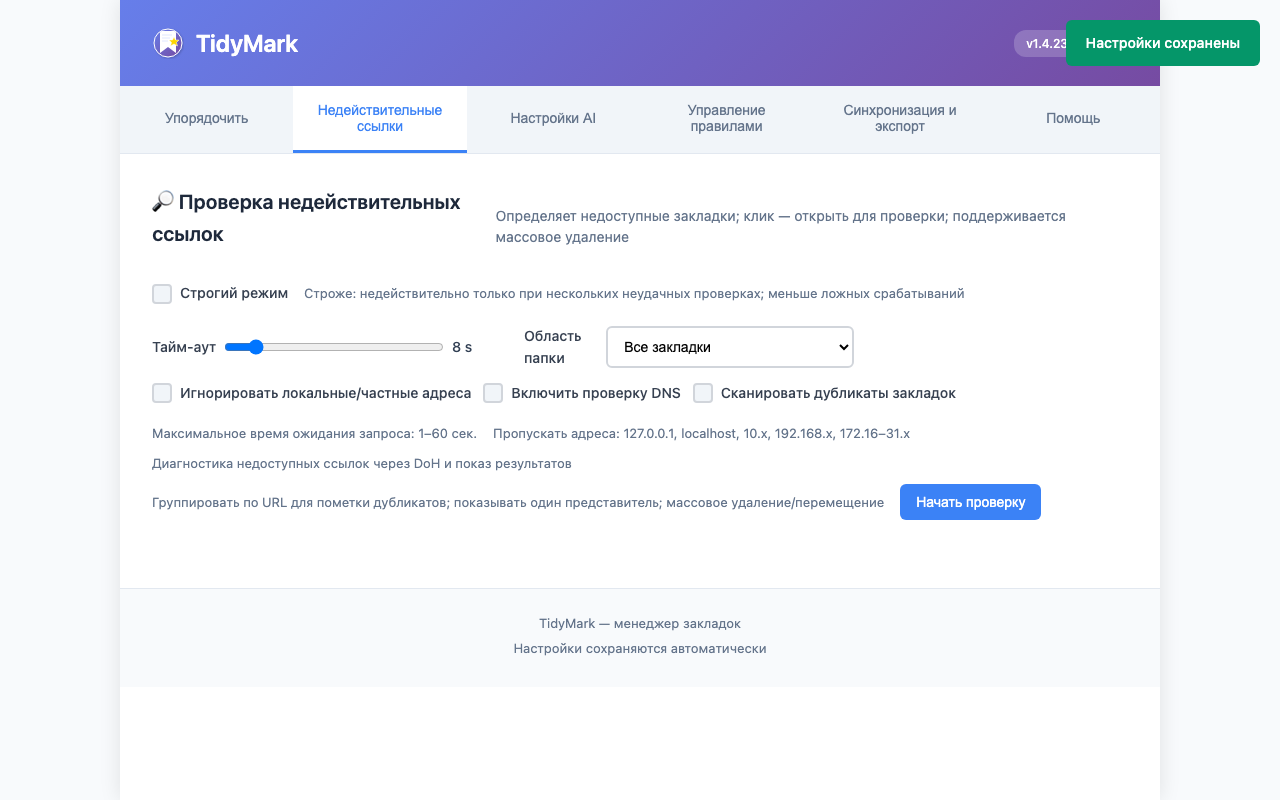 TidyMark
v1.4.23
Настройки сохранены
Упорядочить
Недействительные
ссылки
Настройки AI
Управление
правилами
Синхронизация и
экспорт
Помощь
Проверка недействительных
ссылок
Определяет недоступные закладки; клик — открыть для проверки; поддерживается
массовое удаление
Строгий режим
Строже: недействительно только при нескольких неудачных проверках; меньше ложных срабатываний
Тайм-аут
8 s
Область
папки
Все закладки
Игнорировать локальные/частные адреса
Включить проверку DNS
Сканировать дубликаты закладок
Максимальное время ожидания запроса: 1–60 сек.
Пропускать адреса: 127.0.0.1, localhost, 10.x, 192.168.x, 172.16–31.x
Диагностика недоступных ссылок через DoH и показ результатов
Группировать по URL для пометки дубликатов; показывать один представитель; массовое удаление/перемещение
Начать проверку
TidyMark — менеджер закладок
Настройки сохраняются автоматически